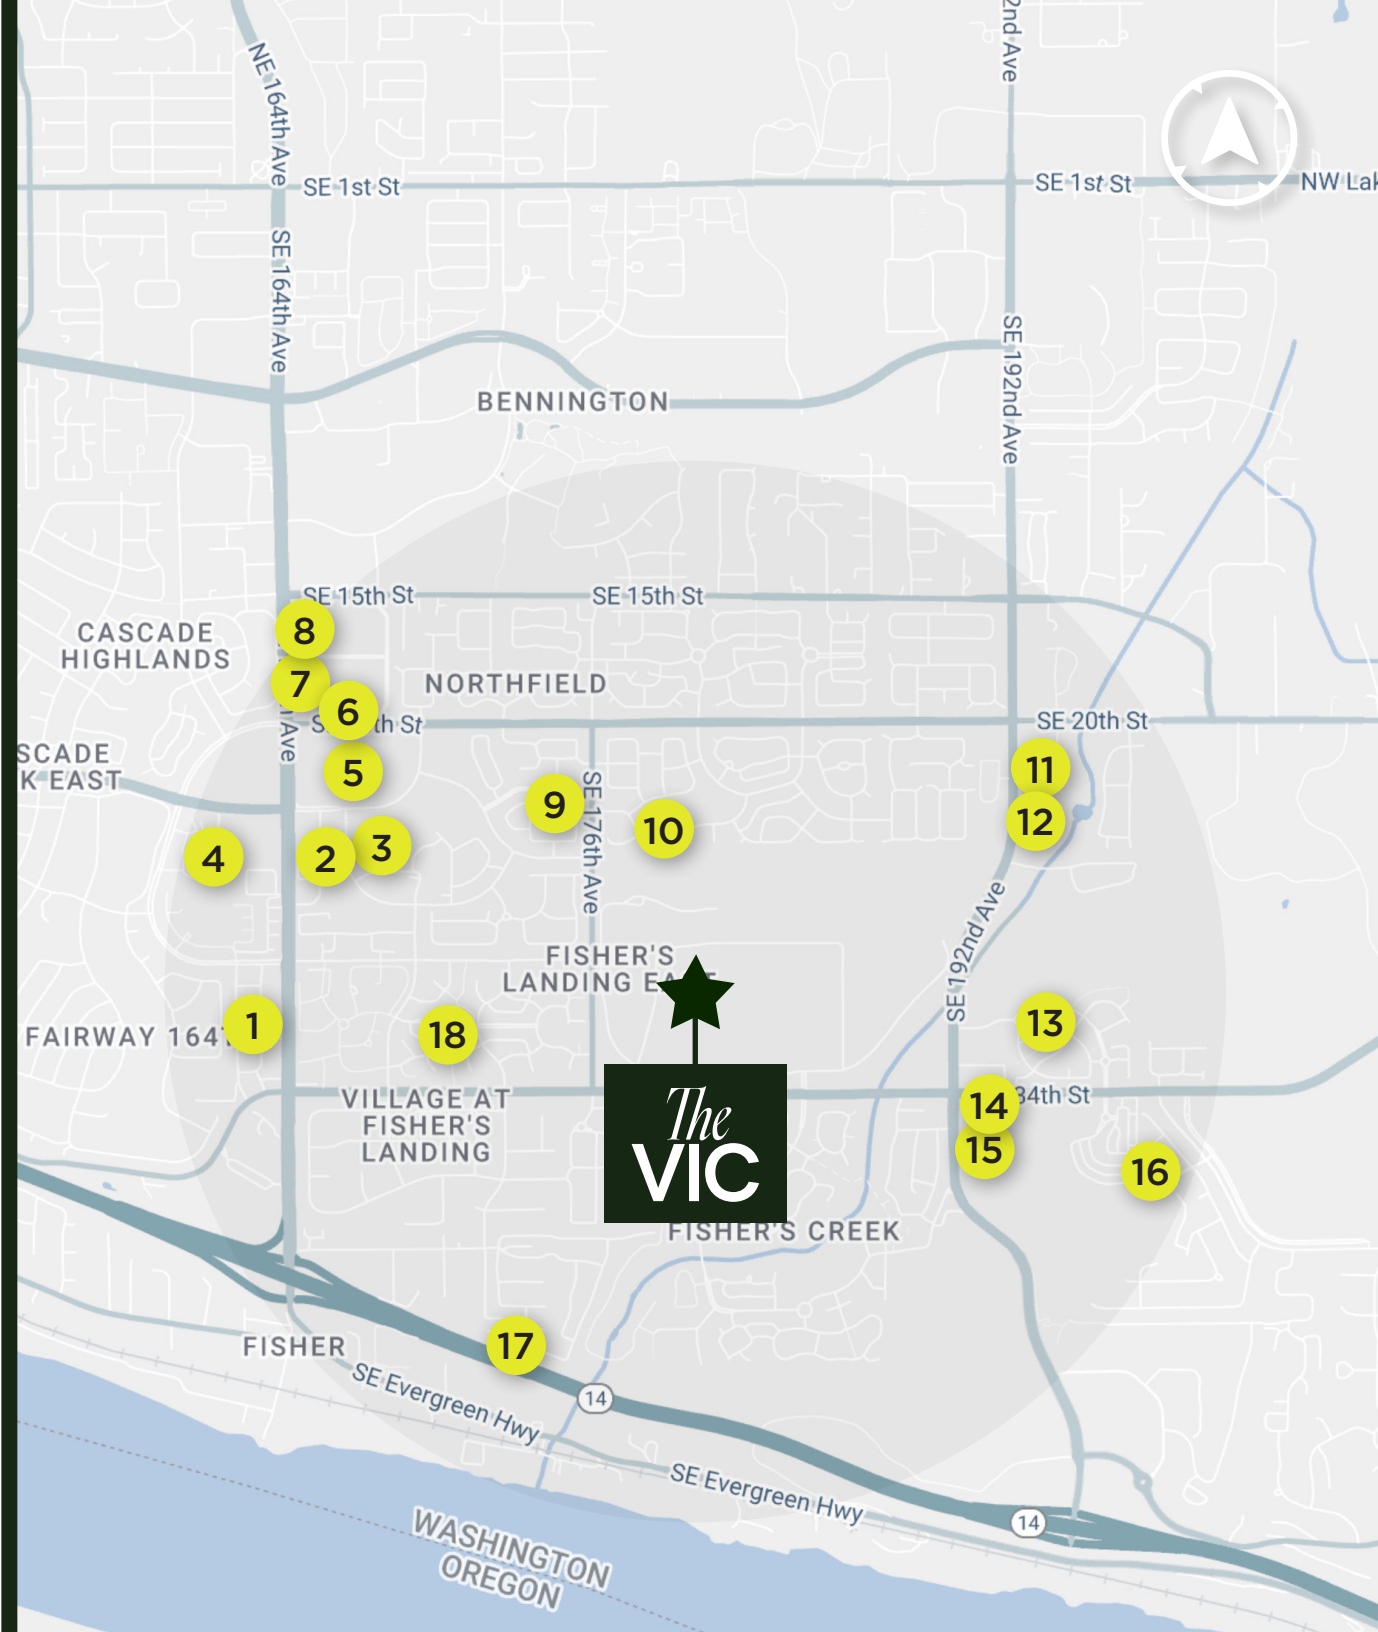 2nd Ave
NE 164th Ave
SE 1st St
SE 1st St
NW Lak
SE 164th Ave
SE 192nd Ave
BENNINGTON
SE 15th St
SE 15th St
8
CASCADE
HIGHLANDS
7
NORTHFIELD
6
th St
SE 20th St
Ave
SCADE
K EAST
5
11
9
SE 176th Ave
10
12
4
2
3
SE 192nd Ave
FISHER'S
LANDING EA
1
FAIRWAY 164
18
13
34th St
14
VILLAGE AT
FISHER'S
LANDING
The
VIC
15
16
FISHER'S CREEK
17
FISHER
SE Evergreen Hwy
14
SE Evergreen Hwy
14
WASHINGTON
OREGON